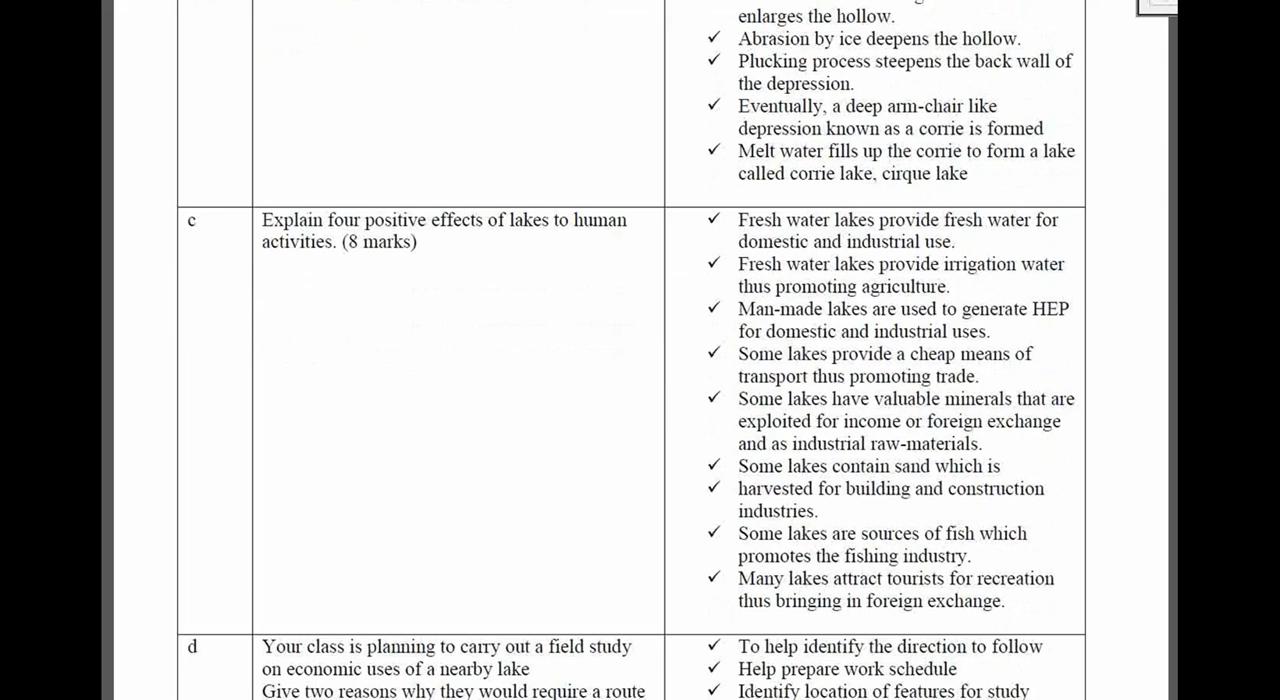 enlarges the hollow.
✓ Abrasion by ice deepens the hollow.
✓ Plucking process steepens the back wall of
the depression.
✓ Eventually, a deep arm-chair like
depression known as a corrie is formed
✓ Melt water fills up the corrie to form a lake
called corrie lake, cirque lake
c
Explain four positive effects of lakes to human
activities. (8 marks)
✓ Fresh water lakes provide fresh water for
domestic and industrial use.
✓ Fresh water lakes provide irrigation water
thus promoting agriculture.
✓ Man-made lakes are used to generate HEP
for domestic and industrial uses.
✓ Some lakes provide a cheap means of
transport thus promoting trade.
✓ Some lakes have valuable minerals that are
exploited for income or foreign exchange
and as industrial raw-materials.
✓ Some lakes contain sand which is
✓ harvested for building and construction
industries.
✓ Some lakes are sources of fish which
promotes the fishing industry.
✓ Many lakes attract tourists for recreation
thus bringing in foreign exchange.
d
Your class is planning to carry out a field study
on economic uses of a nearby lake
Give two reasons why they would require a route
✓ To help identify the direction to follow
✓ Help prepare work schedule
✓ Identify location of features for study